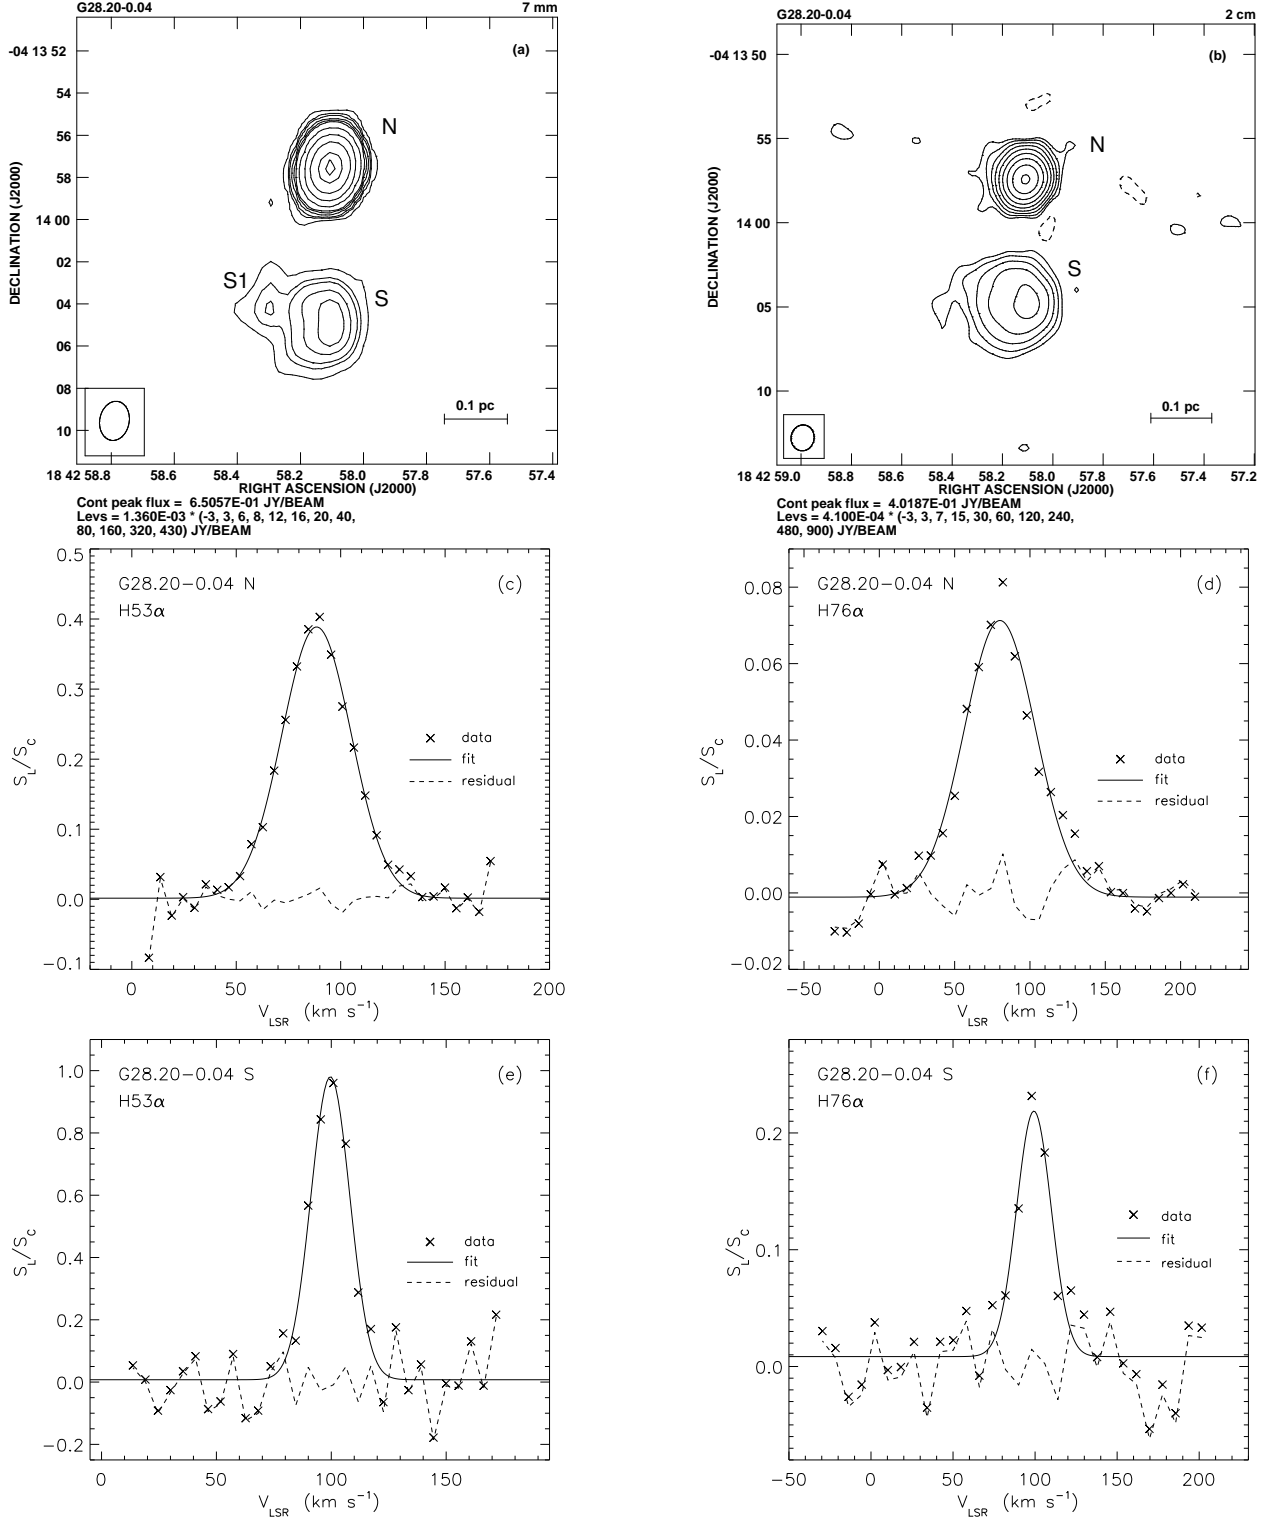 G28.20-0.04 7 mm
(a)
-04 13 52
54
56
58
14 00
02
04
06
08
10
DECLINATION (J2000)
N
S1
S
0.1 pc
18 42 58.8 58.6 58.4 58.2 58.0 57.8 57.6 57.4
RIGHT ASCENSION (J2000)
Cont peak flux = 6.5057E-01 JY/BEAM
Levs = 1.360E-03 * (-3, 3, 6, 8, 12, 16, 20, 40,
80, 160, 320, 430) JY/BEAM
G28.20-0.04 2 cm
(b)
-04 13 50
55
14 00
05
10
DECLINATION (J2000)
N
S
0.1 pc
18 42 59.0 58.8 58.6 58.4 58.2 58.0 57.8 57.6 57.4 57.2
RIGHT ASCENSION (J2000)
Cont peak flux = 4.0187E-01 JY/BEAM
Levs = 4.100E-04 * (-3, 3, 7, 15, 30, 60, 120, 240,
480, 900) JY/BEAM
G28.20−0.04 N (c)
H53α
0.5
0.4
0.3
0.2
0.1
0.0
−0.1
S_L/S_C
data
fit
residual
0 50 100 150 200
V_LSR (km s⁻¹)
G28.20−0.04 N (d)
H76α
0.08
0.06
0.04
0.02
0.00
−0.02
S_L/S_C
data
fit
residual
−50 0 50 100 150 200
V_LSR (km s⁻¹)
G28.20−0.04 S (e)
H53α
1.0
0.8
0.6
0.4
0.2
0.0
−0.2
S_L/S_C
data
fit
residual
0 50 100 150
V_LSR (km s⁻¹)
G28.20−0.04 S (f)
H76α
0.2
0.1
0.0
S_L/S_C
data
fit
residual
−50 0 50 100 150 200
V_LSR (km s⁻¹)